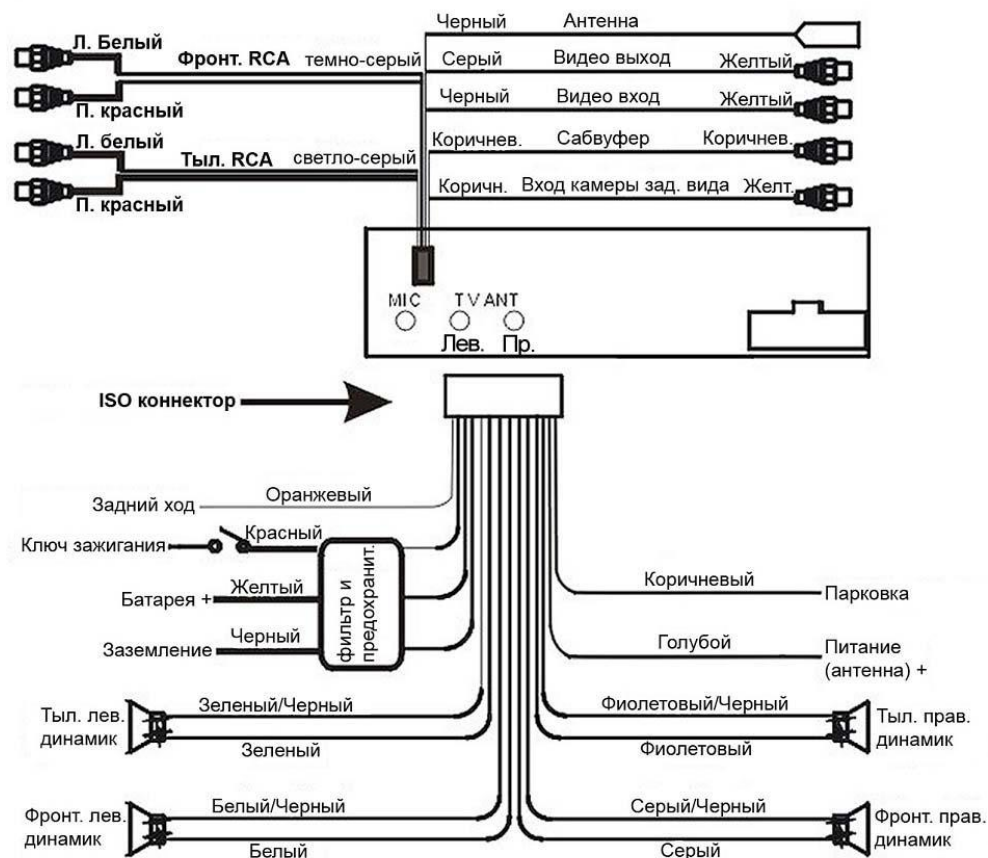 Черный Антенна
Л. Белый Фронт. RCA темно-серый Серый Видео выход Желтый
П. красный Черный Видео вход Желтый
Л. белый Тыл. RCA светло-серый Коричнев. Сабвуфер Коричнев.
П. красный Коричн. Вход камеры зад. вида Желт.
MIC TV ANT
Лев. Пр.
ISO коннектор
Задний ход Оранжевый
Ключ зажигания Красный
Батарея + Желтый
Заземление Черный
фильтр и
предохранит.
Коричневый Парковка
Голубой Питание
(антенна) +
Тыл. лев.
динамик
Зеленый/Черный
Зеленый
Фиолетовый/Черный
Фиолетовый
Тыл. прав.
динамик
Фронт. лев.
динамик
Белый/Черный
Белый
Серый/Черный
Серый
Фронт. прав.
динамик